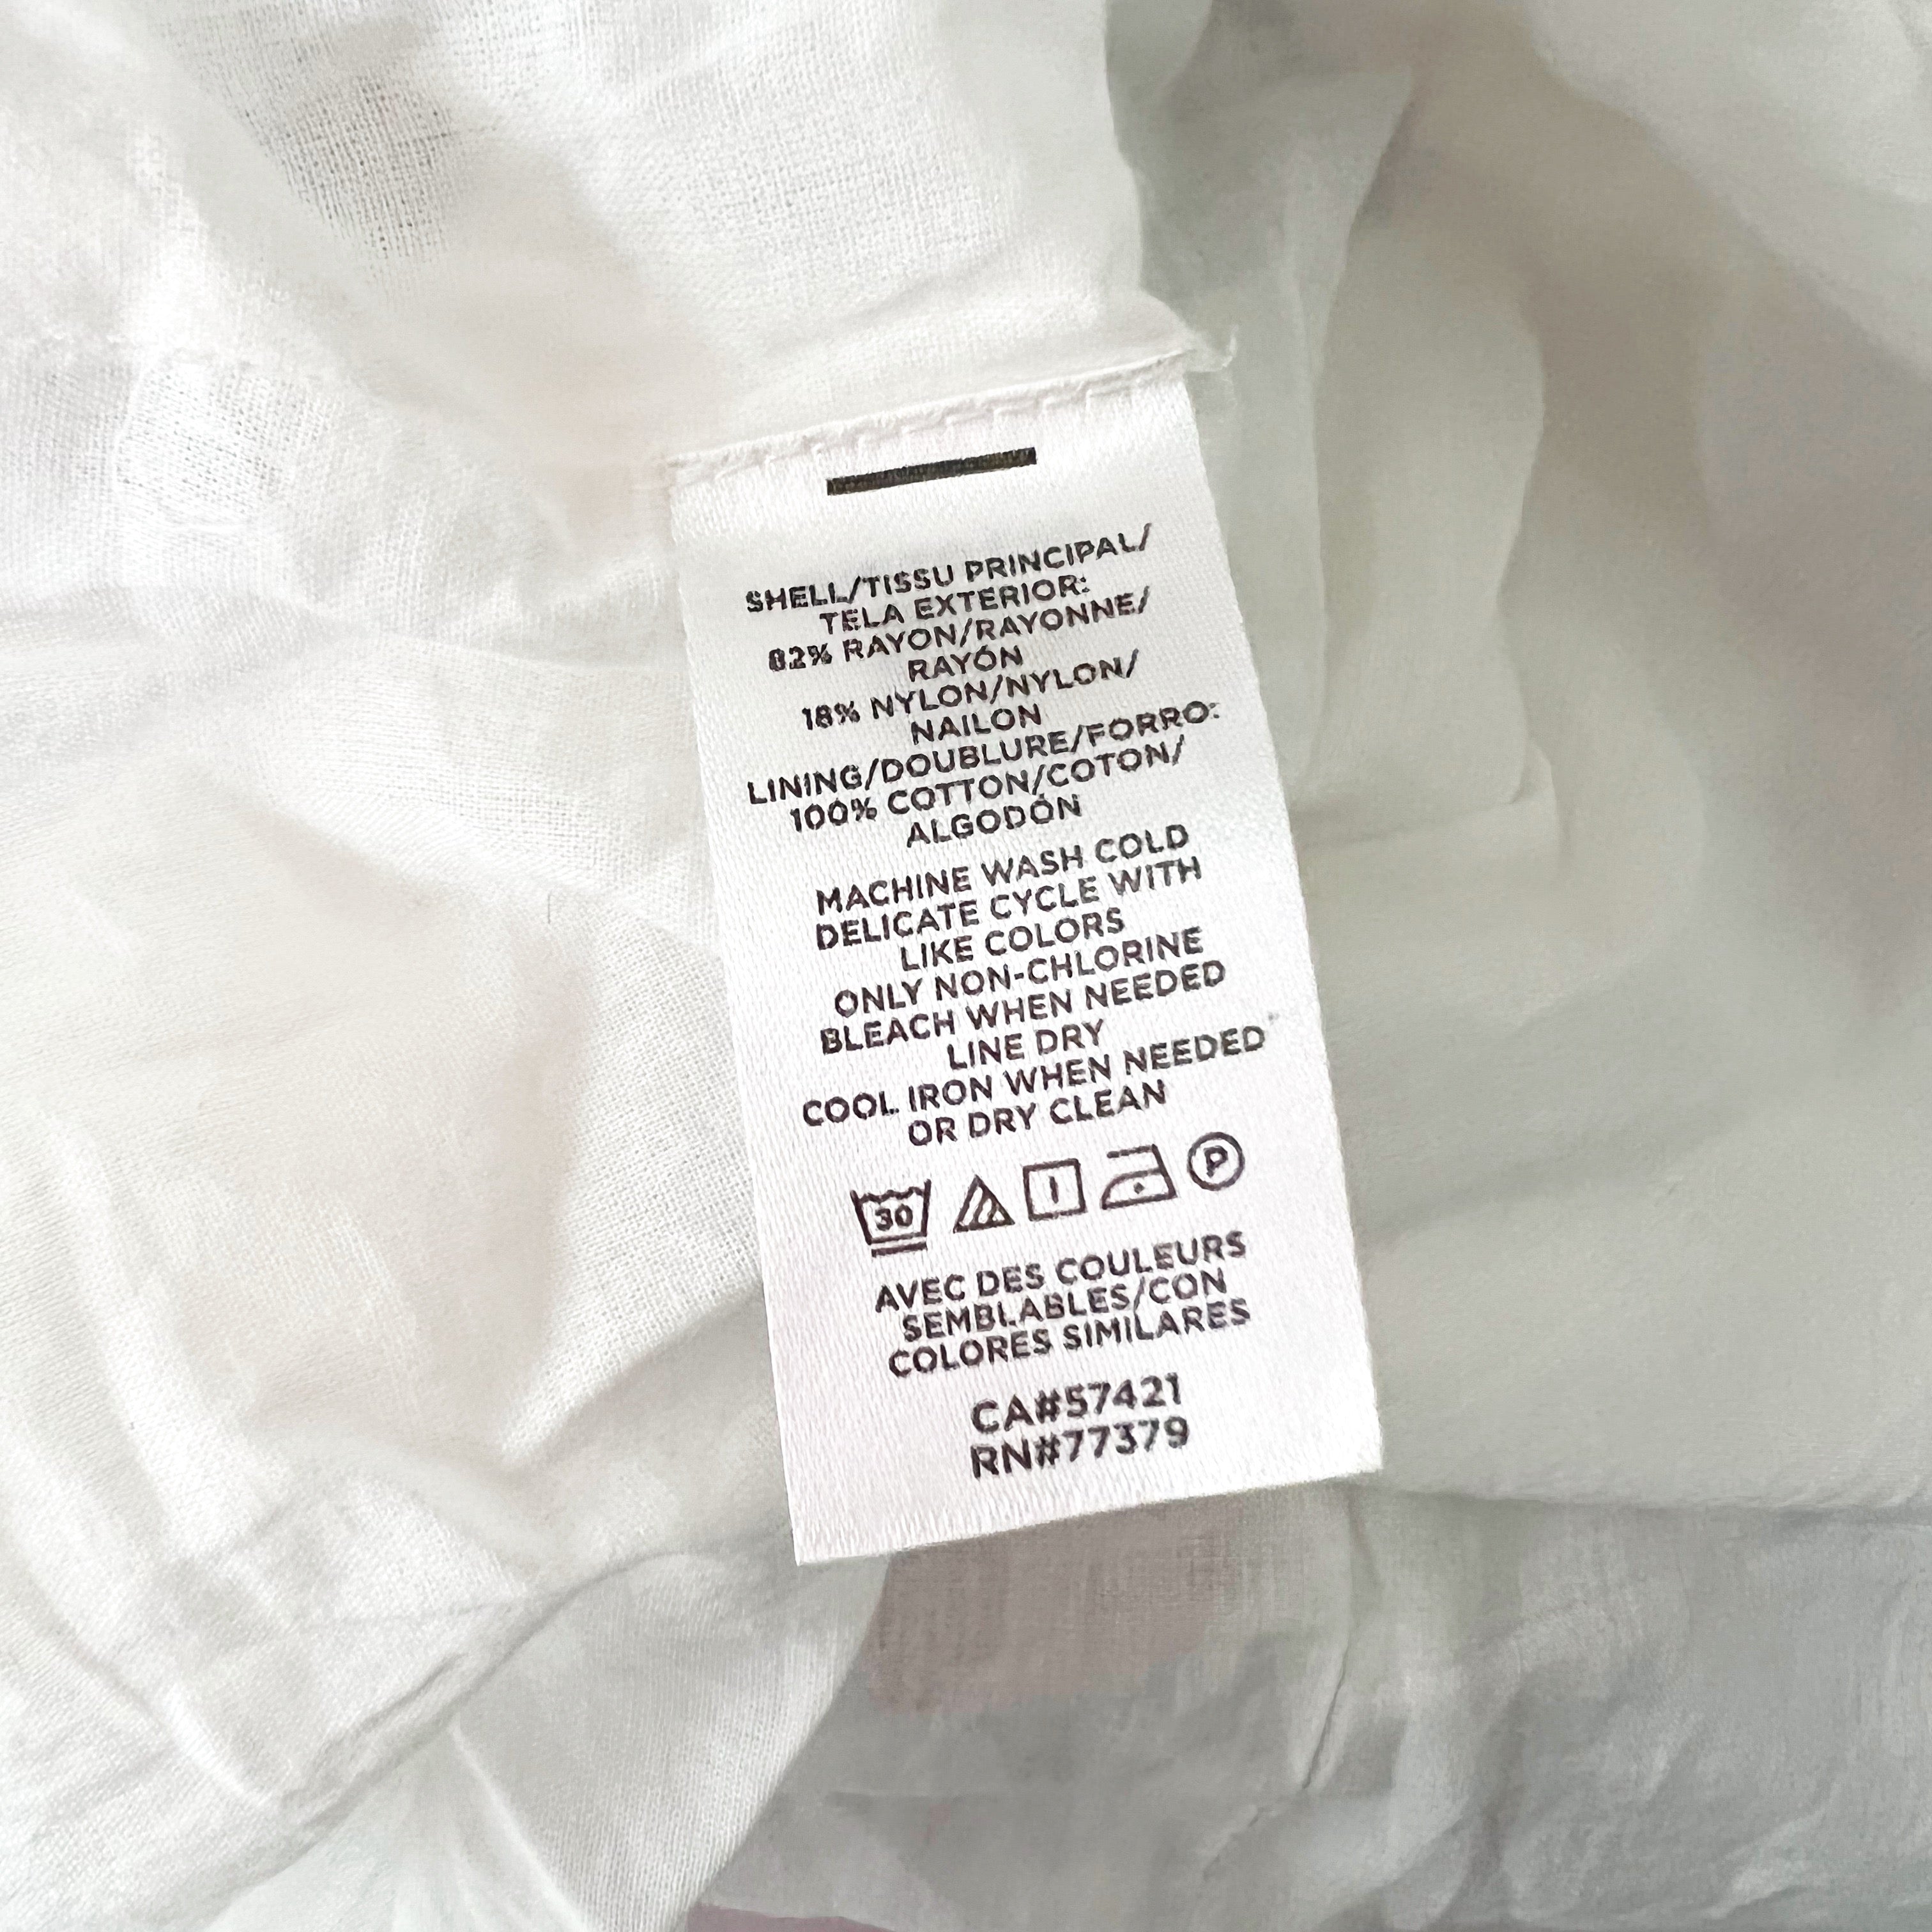 SHELL/TISSU PRINCIPAL/
TELA EXTERIOR:
82% RAYON/RAYONNE/
RAYÓN
18% NYLON/NYLON/
NAILON
LINING/DOUBLURE/FORRO:
100% COTTON/COTON/
ALGODÓN
MACHINE WASH COLD
DELICATE CYCLE WITH
LIKE COLORS
ONLY NON-CHLORINE
BLEACH WHEN NEEDED
LINE DRY
COOL IRON WHEN NEEDED
OR DRY CLEAN
30 P
AVEC DES COULEURS
SEMBLABLES/CON
COLORES SIMILARES
CA#57421
RN#77379